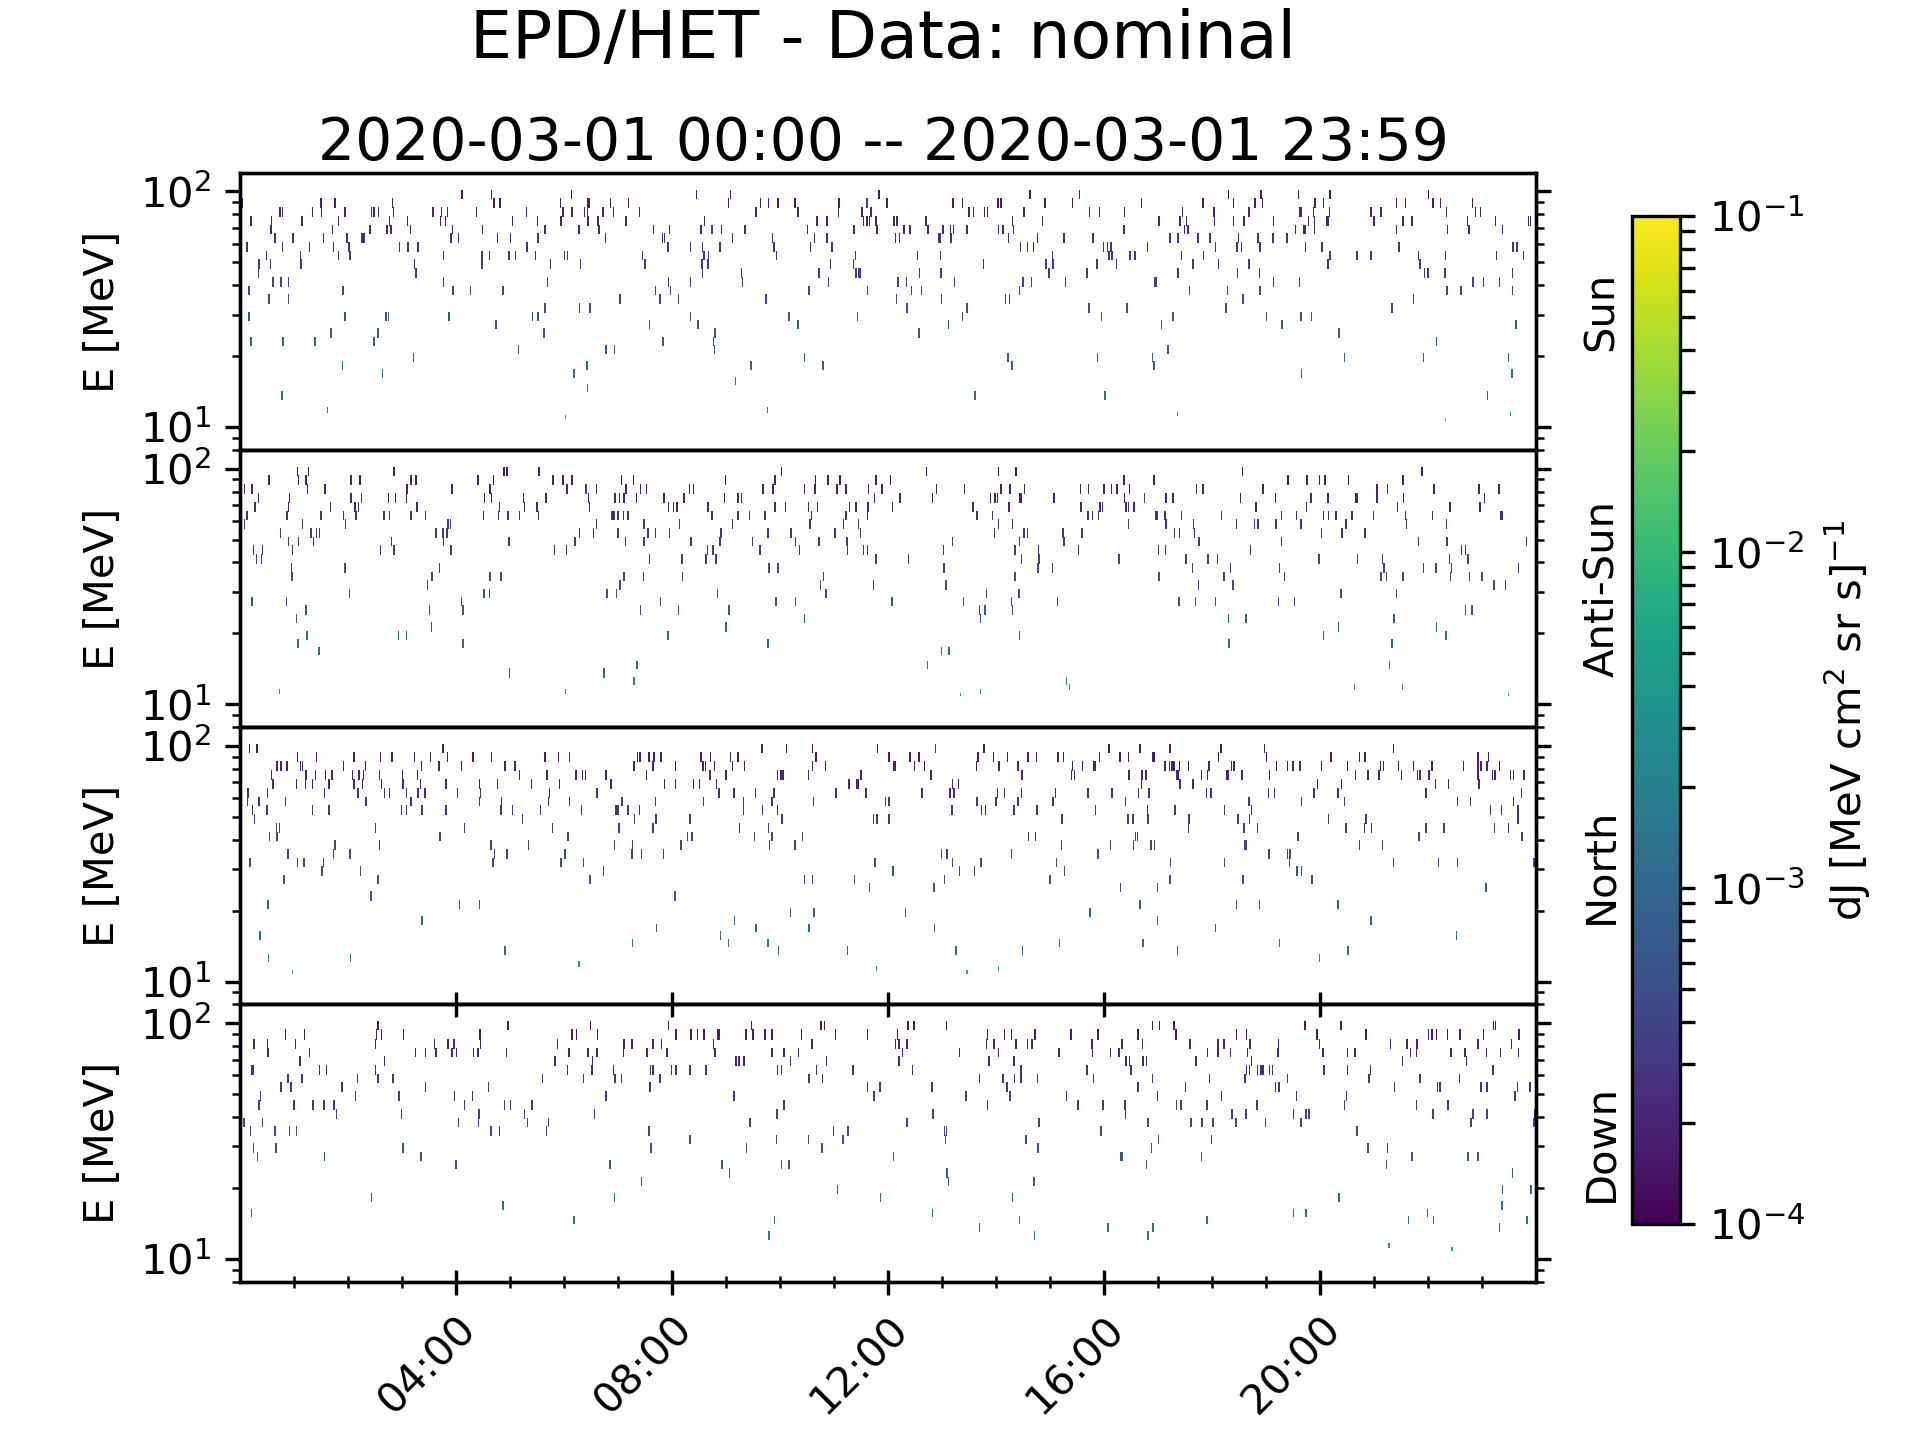 EPD/HET - Data: nominal
2020-03-01 00:00 -- 2020-03-01 23:59
10²
E [MeV]
10¹
Sun
10²
E [MeV]
10¹
Anti-Sun
10²
E [MeV]
10¹
North
10²
E [MeV]
10¹
Down
04:00
08:00
12:00
16:00
20:00
10⁻¹
10⁻²
10⁻³
10⁻⁴
dJ [MeV cm² sr s]⁻¹